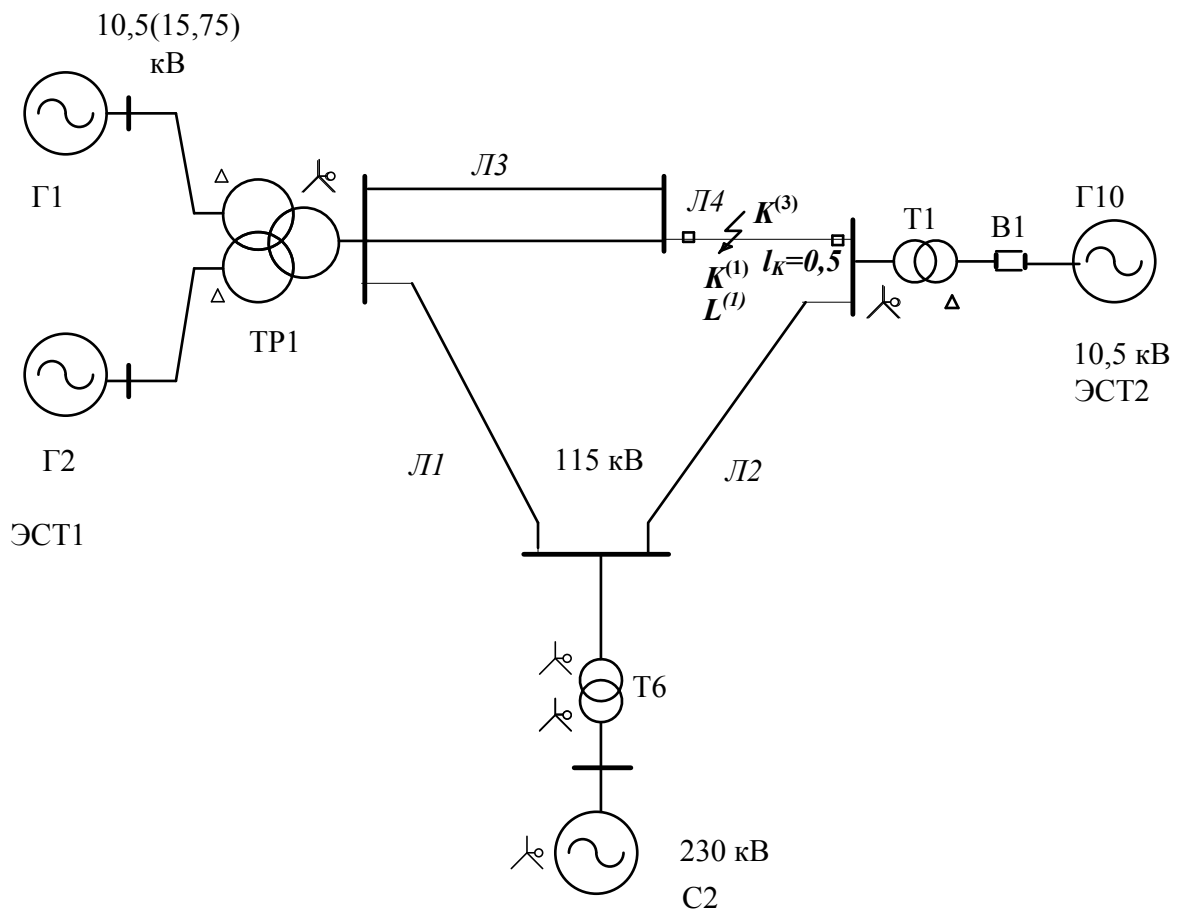 10,5(15,75)
кВ
Г1
Л3
Л4
К(3)
К(1)
L(1)
lК=0,5
Т1
В1
Г10
ТР1
10,5 кВ
ЭСТ2
Г2
ЭСТ1
Л1
115 кВ
Л2
Т6
230 кВ
С2